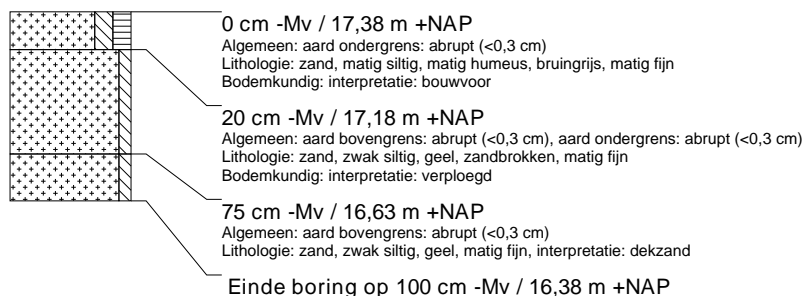 0 cm -Mv / 17,38 m +NAP
Algemeen: aard ondergrens: abrupt (<0,3 cm)
Lithologie: zand, matig siltig, matig humeus, bruingrijs, matig fijn
Bodemkundig: interpretatie: bouwvoor
20 cm -Mv / 17,18 m +NAP
Algemeen: aard bovengrens: abrupt (<0,3 cm), aard ondergrens: abrupt (<0,3 cm)
Lithologie: zand, zwak siltig, geel, zandbrokken, matig fijn
Bodemkundig: interpretatie: verploegd
75 cm -Mv / 16,63 m +NAP
Algemeen: aard bovengrens: abrupt (<0,3 cm)
Lithologie: zand, zwak siltig, geel, matig fijn, interpretatie: dekzand
Einde boring op 100 cm -Mv / 16,38 m +NAP